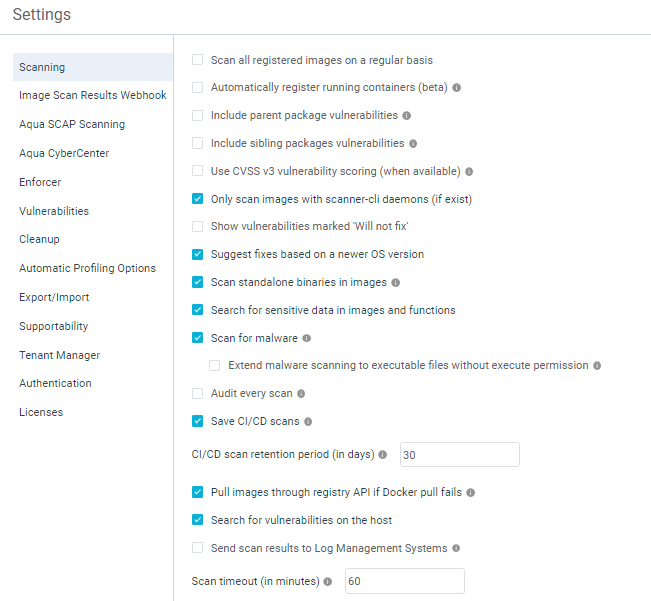 Settings
Scanning
Image Scan Results Webhook
Aqua SCAP Scanning
Aqua CyberCenter
Enforcer
Vulnerabilities
Cleanup
Automatic Profiling Options
Export/Import
Supportability
Tenant Manager
Authentication
Licenses
Scan all registered images on a regular basis
Automatically register running containers (beta)
Include parent package vulnerabilities
Include sibling packages vulnerabilities
Use CVSS v3 vulnerability scoring (when available)
Only scan images with scanner-cli daemons (if exist)
Show vulnerabilities marked 'Will not fix'
Suggest fixes based on a newer OS version
Scan standalone binaries in images
Search for sensitive data in images and functions
Scan for malware
Extend malware scanning to executable files without execute permission
Audit every scan
Save CI/CD scans
CI/CD scan retention period (in days) 30
Pull images through registry API if Docker pull fails
Search for vulnerabilities on the host
Send scan results to Log Management Systems
Scan timeout (in minutes) 60